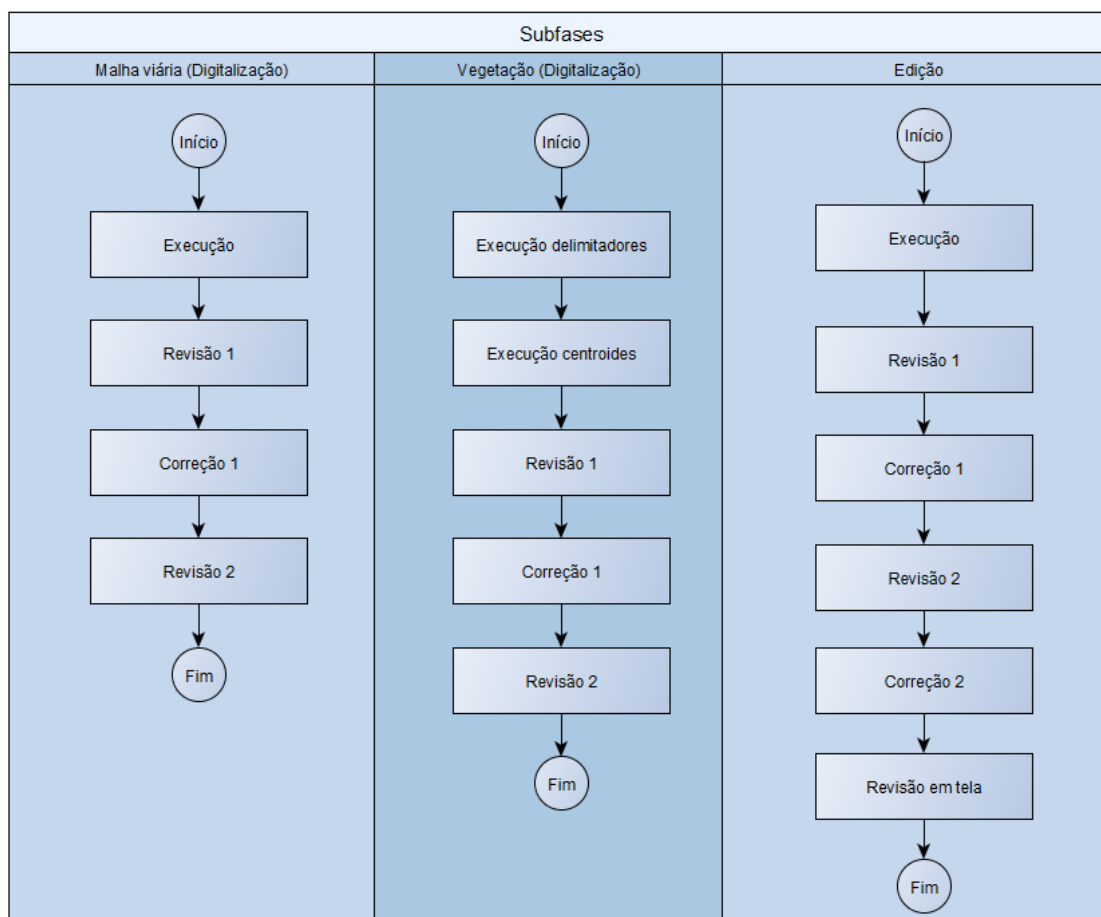 Subfases
Malha viária (Digitalização)
Início
Execução
Revisão 1
Correção 1
Revisão 2
Fim
Vegetação (Digitalização)
Início
Execução delimitadores
Execução centroides
Revisão 1
Correção 1
Revisão 2
Fim
Edição
Início
Execução
Revisão 1
Correção 1
Revisão 2
Correção 2
Revisão em tela
Fim